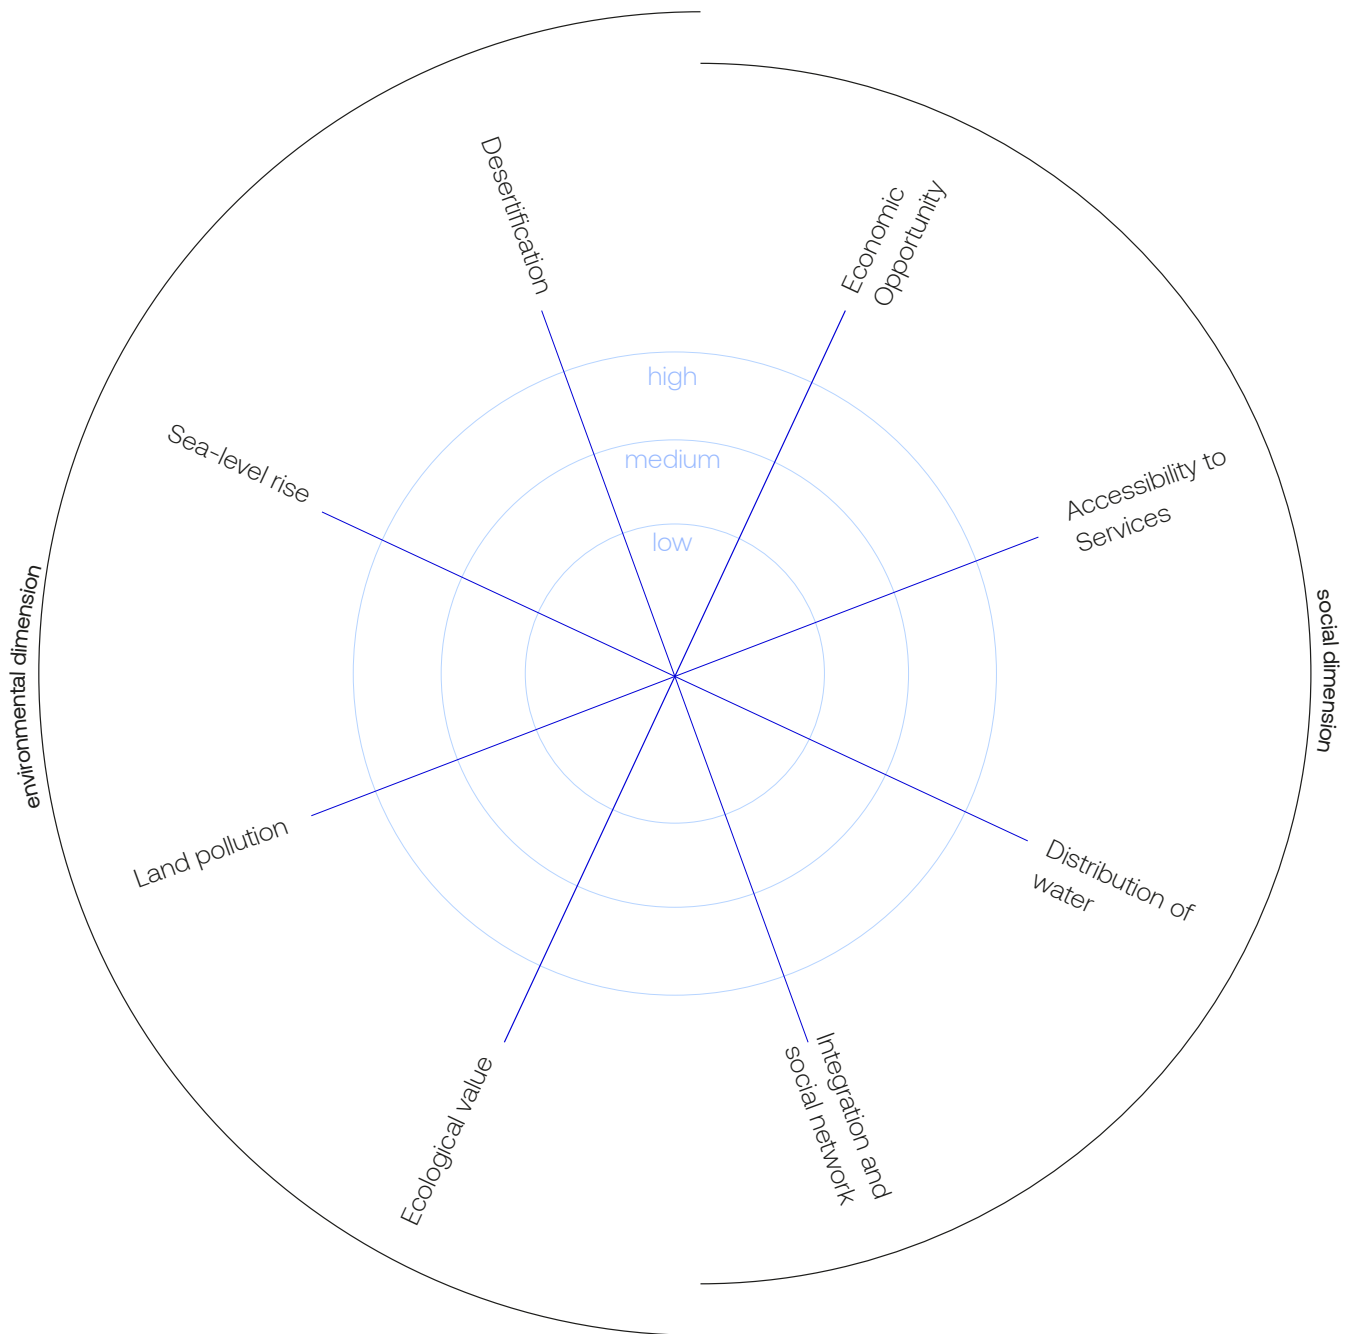 Desertification
Economic
Opportunity
high
medium
low
Sea-level rise
Accessibility to
Services
environmental dimension
social dimension
Land pollution
Distribution of
water
Ecological value
Integration and
social network